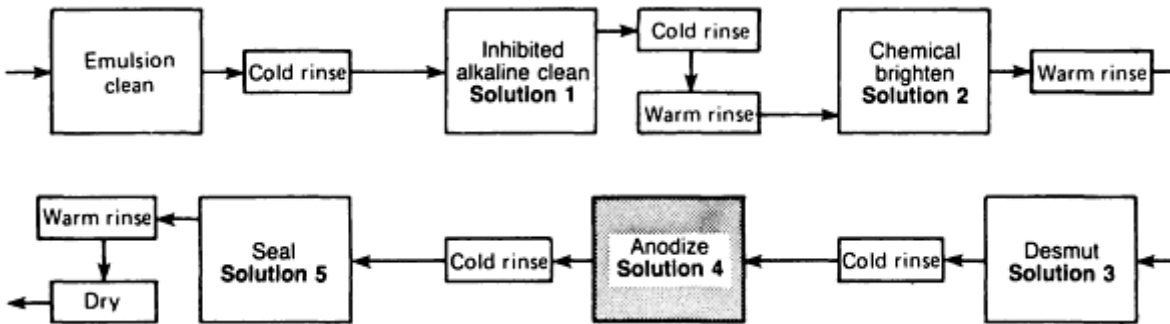 Emulsion
clean
Cold rinse
Inhibited
alkaline clean
Solution 1
Cold rinse
Warm rinse
Chemical
brighten
Solution 2
Warm rinse
Desmut
Solution 3
Cold rinse
Anodize
Solution 4
Cold rinse
Seal
Solution 5
Warm rinse
Dry